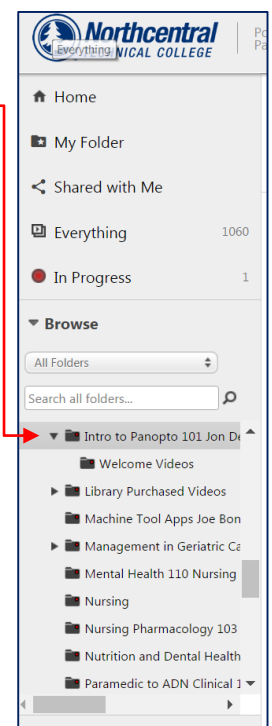 Northcentral
TECHNICAL COLLEGE
Everything
Po
Pa
Home
My Folder
Shared with Me
Everything 1060
In Progress 1
Browse
All Folders
Search all folders...
Intro to Panopto 101 Jon De
Welcome Videos
Library Purchased Videos
Machine Tool Apps Joe Bon
Management in Geriatric Ca
Mental Health 110 Nursing
Nursing
Nursing Pharmacology 103
Nutrition and Dental Health
Paramedic to ADN Clinical 1